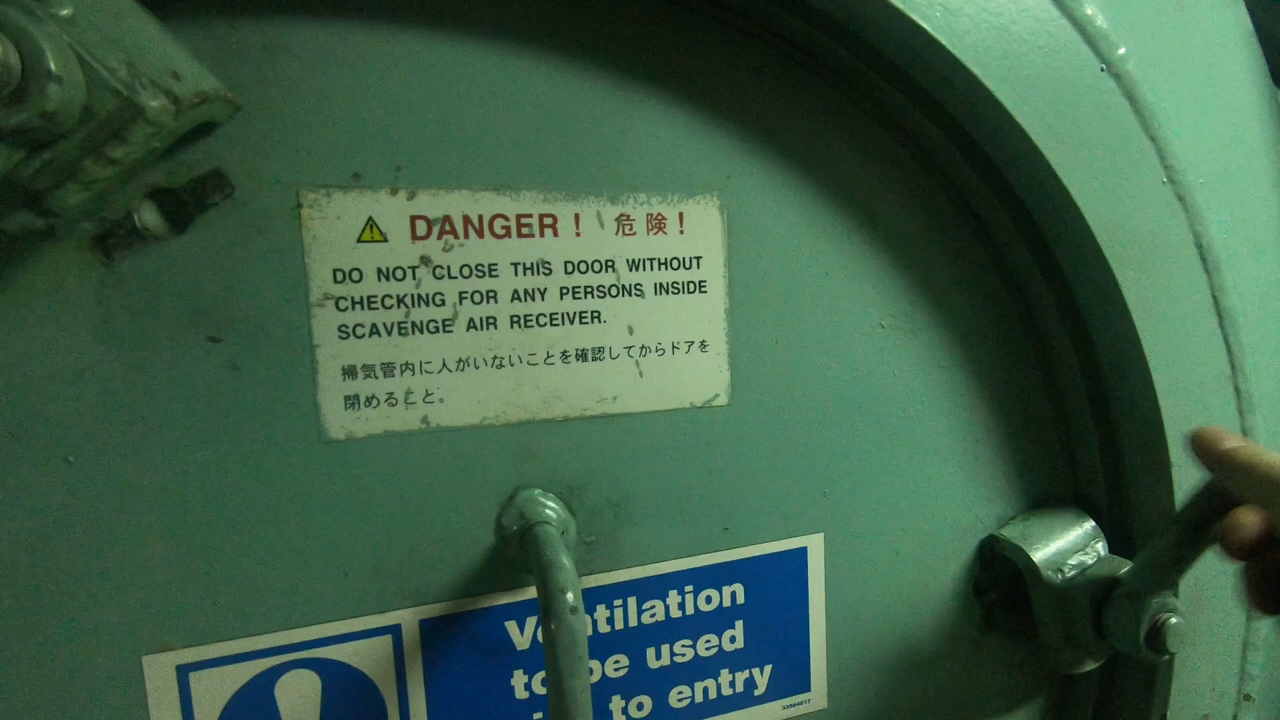 DANGER! 危険!
DO NOT CLOSE THIS DOOR WITHOUT
CHECKING FOR ANY PERSONS INSIDE
SCAVENGE AIR RECEIVER.
掃気管内に人がいないことを確認してからドアを
閉めること。
Ventilation
to be used
to entry